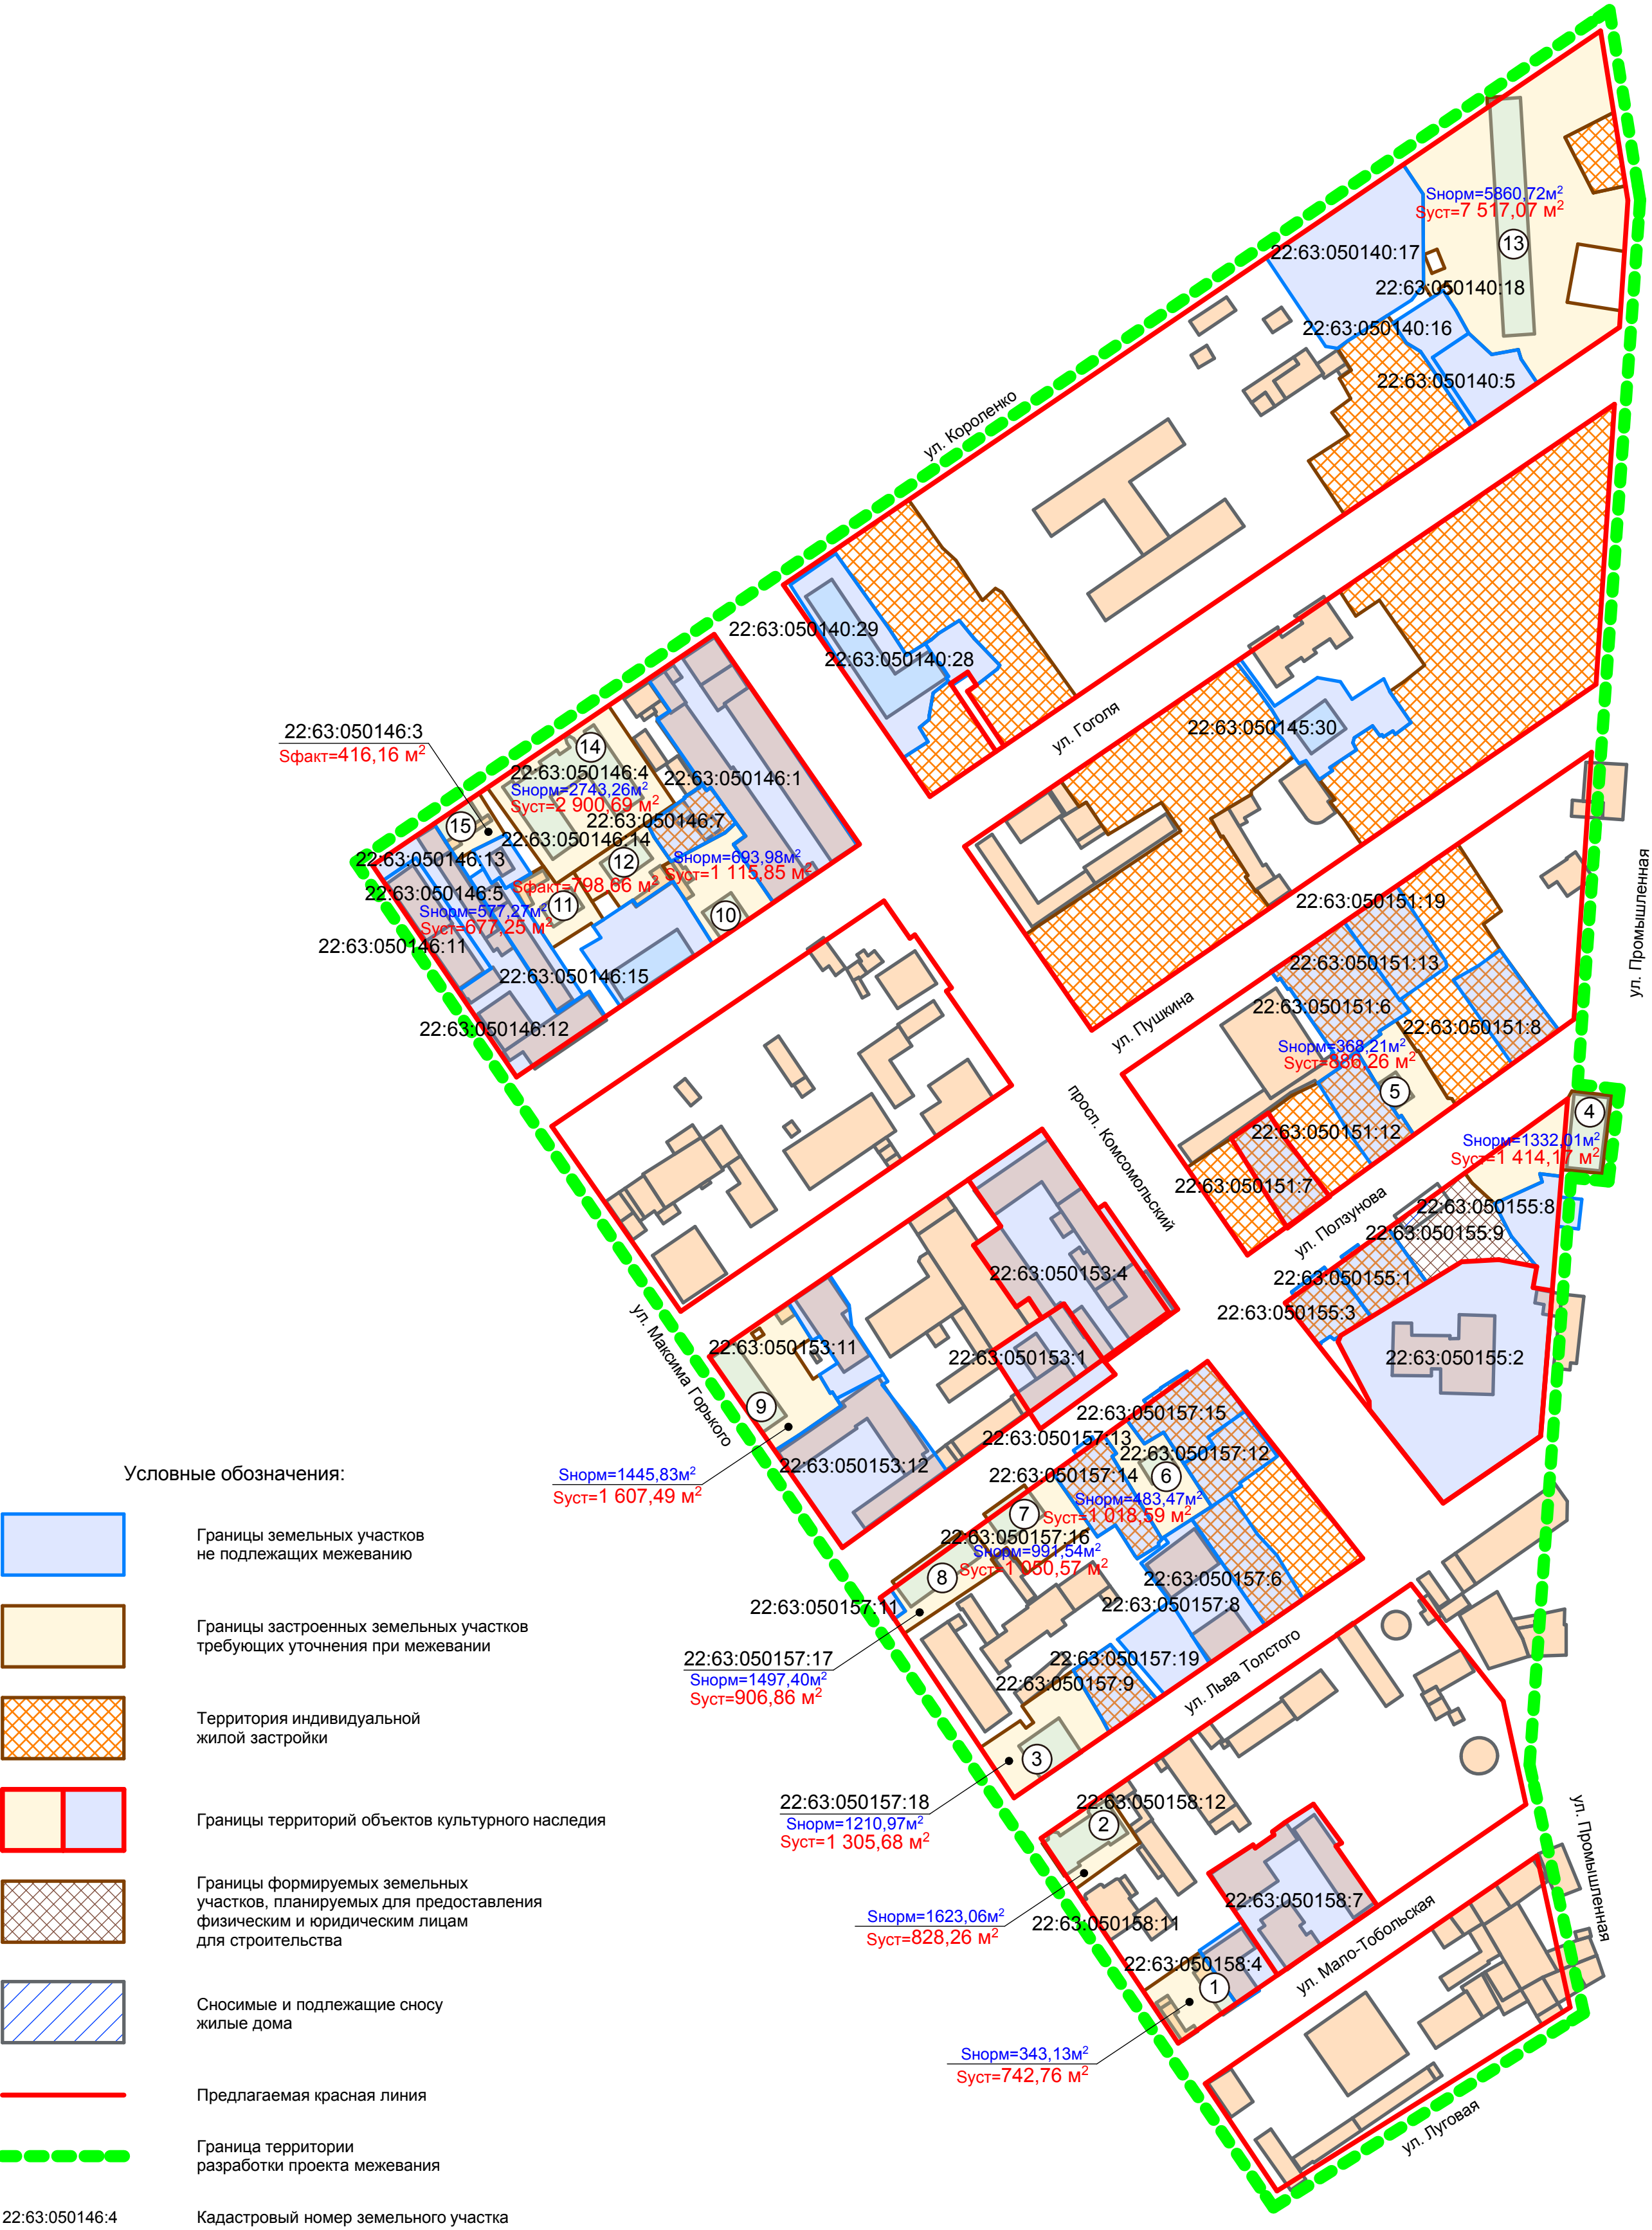 Sнорм=5860,72м²
Sуст=7 517,07 м²
13
22:63:050140:17
22:63:050140:18
22:63:050140:16
22:63:050140:5
ул. Короленко
22:63:050140:29
22:63:050140:28
ул. Гоголя
22:63:050145:30
22:63:050146:3
Sфакт=416,16 м²
14
22:63:050146:4
Sнорм=2743,26м²
Sуст=2 900,69 м²
22:63:050146:1
22:63:050146:7
15
22:63:050146:14
22:63:050146:13
12
Sнорм=693,98м²
Sуст=1 115,85 м²
Sфакт=798,66 м²
22:63:050146:5
Sнорм=577,27м²
Sуст=677,25 м²
11
10
22:63:050146:11
22:63:050146:15
22:63:050146:12
ул. Промышленная
22:63:050151:19
22:63:050151:13
22:63:050151:6
22:63:050151:8
ул. Пушкина
Sнорм=368,21м²
Sуст=886,26 м²
5
22:63:050151:12
22:63:050151:7
просп. Комсомольский
4
Sнорм=1332,01м²
Sуст=1 414,17 м²
ул. Ползунова
22:63:050155:8
22:63:050155:9
22:63:050155:1
22:63:050155:3
22:63:050155:2
22:63:050153:4
22:63:050153:11
22:63:050153:1
ул. Максима Горького
9
22:63:050153:12
Sнорм=1445,83м²
Sуст=1 607,49 м²
22:63:050157:15
22:63:050157:13
22:63:050157:12
22:63:050157:14
6
Sнорм=483,47м²
Sуст=1 018,59 м²
7
22:63:050157:16
Sнорм=991,54м²
Sуст=1 050,57 м²
8
22:63:050157:6
22:63:050157:8
22:63:050157:11
22:63:050157:17
Sнорм=1497,40м²
Sуст=906,86 м²
22:63:050157:19
22:63:050157:9
ул. Льва Толстого
3
22:63:050157:18
Sнорм=1210,97м²
Sуст=1 305,68 м²
22:63:050158:12
2
ул. Промышленная
Sнорм=1623,06м²
Sуст=828,26 м²
22:63:050158:7
22:63:050158:11
22:63:050158:4
1
ул. Мало-Тобольская
Sнорм=343,13м²
Sуст=742,76 м²
ул. Луговая
Условные обозначения:
Границы земельных участков
не подлежащих межеванию
Границы застроенных земельных участков
требующих уточнения при межевании
Территория индивидуальной
жилой застройки
Границы территорий объектов культурного наследия
Границы формируемых земельных
участков, планируемых для предоставления
физическим и юридическим лицам
для строительства
Сносимые и подлежащие сносу
жилые дома
Предлагаемая красная линия
Граница территории
разработки проекта межевания
22:63:050146:4 Кадастровый номер земельного участка